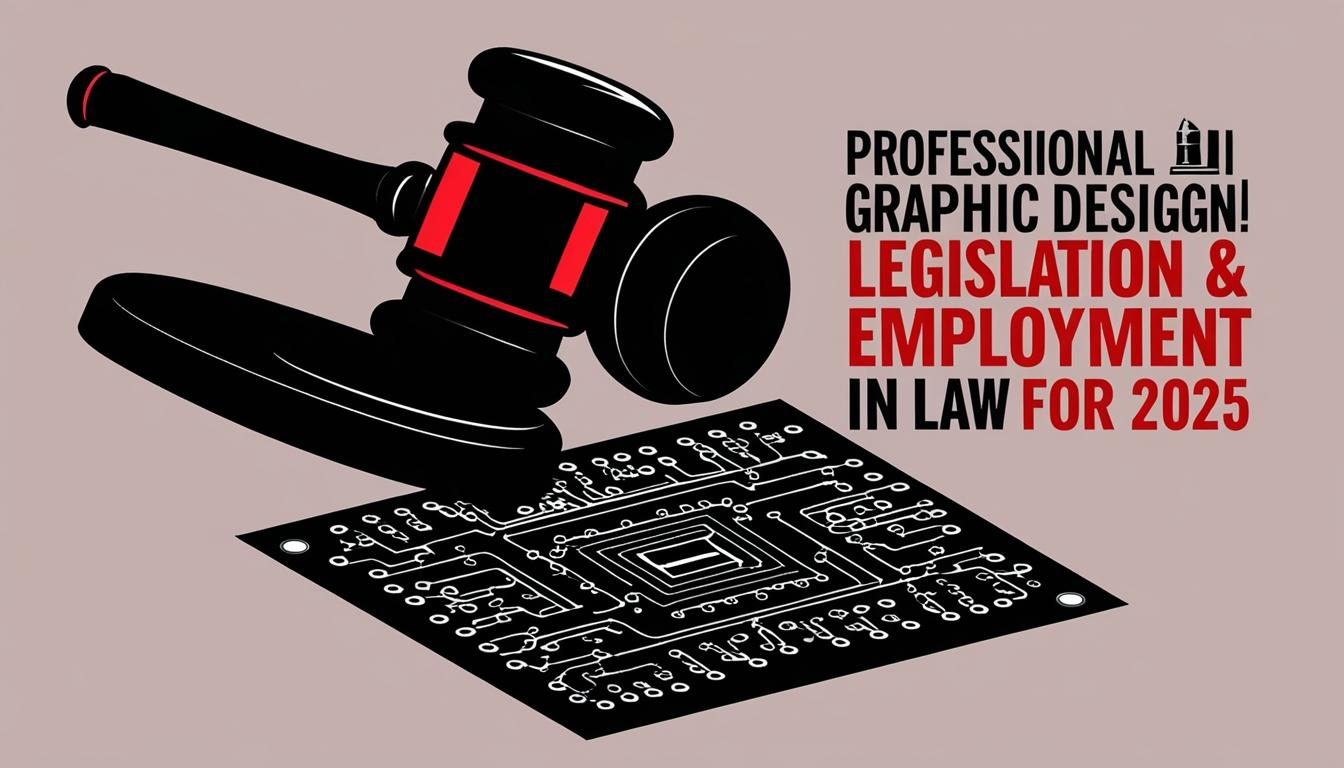 PROFESSIIONAL
GRAPHIC DESIGGN!
LEGISLATION &
EMPLOYMENT
IN LAW FOR 2025